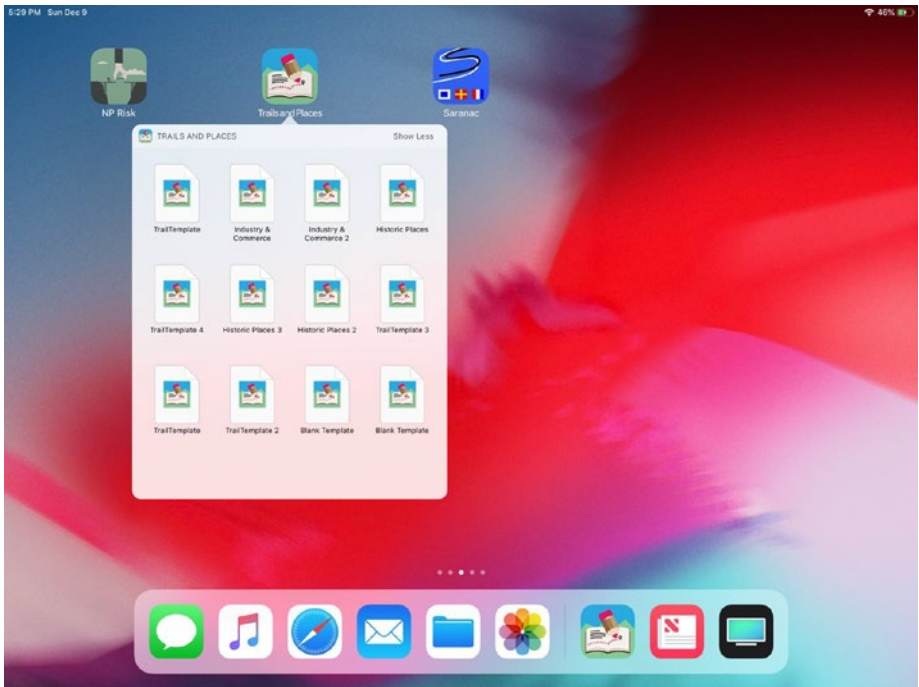 5:29 PM Sun Dec 9
46%
NP Risk
Trails and Places
Saranac
TRAILS AND PLACES
Show Less
TrailTemplate
Industry &
Commerce
Industry &
Commerce 2
Historic Places
TrailTemplate 4
Historic Places 3
Historic Places 2
TrailTemplate 3
TrailTemplate
TrailTemplate 2
Blank Template
Blank Template